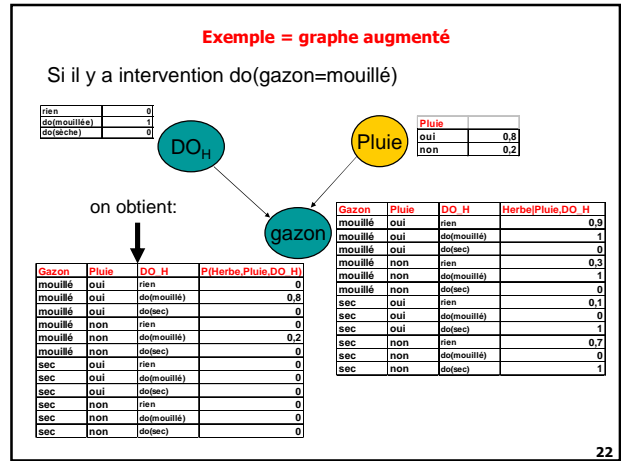 Exemple = graphe augmenté
Si il y a intervention do(gazon=mouillé)
rien 0
do(mouillée) 1
do(sèche) 0
DO_H
Pluie
Pluie
oui 0,8
non 0,2
on obtient:
gazon
Gazon Pluie DO_H Herbe|Pluie,DO_H
mouillé oui rien 0,9
mouillé oui do(mouillé) 1
mouillé oui do(sec) 0
mouillé non rien 0,3
mouillé non do(mouillé) 1
mouillé non do(sec) 0
sec oui rien 0,1
sec oui do(mouillé) 0
sec oui do(sec) 1
sec non rien 0,7
sec non do(mouillé) 0
sec non do(sec) 1
Gazon Pluie DO_H P(Herbe,Pluie,DO_H)
mouillé oui rien 0
mouillé oui do(mouillé) 0,8
mouillé oui do(sec) 0
mouillé non rien 0
mouillé non do(mouillé) 0,2
mouillé non do(sec) 0
sec oui rien 0
sec oui do(mouillé) 0
sec oui do(sec) 0
sec non rien 0
sec non do(mouillé) 0
sec non do(sec) 0
22